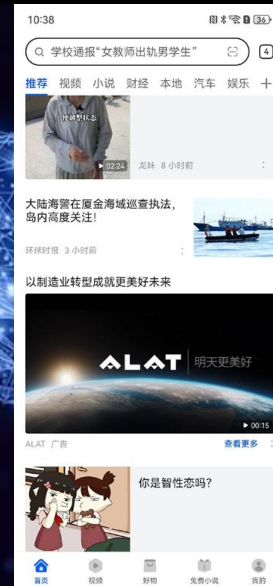 10:38
36
学校通报“女教师出轨男学生”
4
推荐 视频 小说 财经 本地 汽车 娱乐
02:24
龙妹 8小时前
大陆海警在厦金海域巡查执法，
岛内高度关注！
环球时报 3小时前
以制造业转型成就更美好未来
ALAT 明天更美好
00:15
ALAT 广告 查看更多
你是智性恋吗？
首页 视频 好物 免费小说 我的